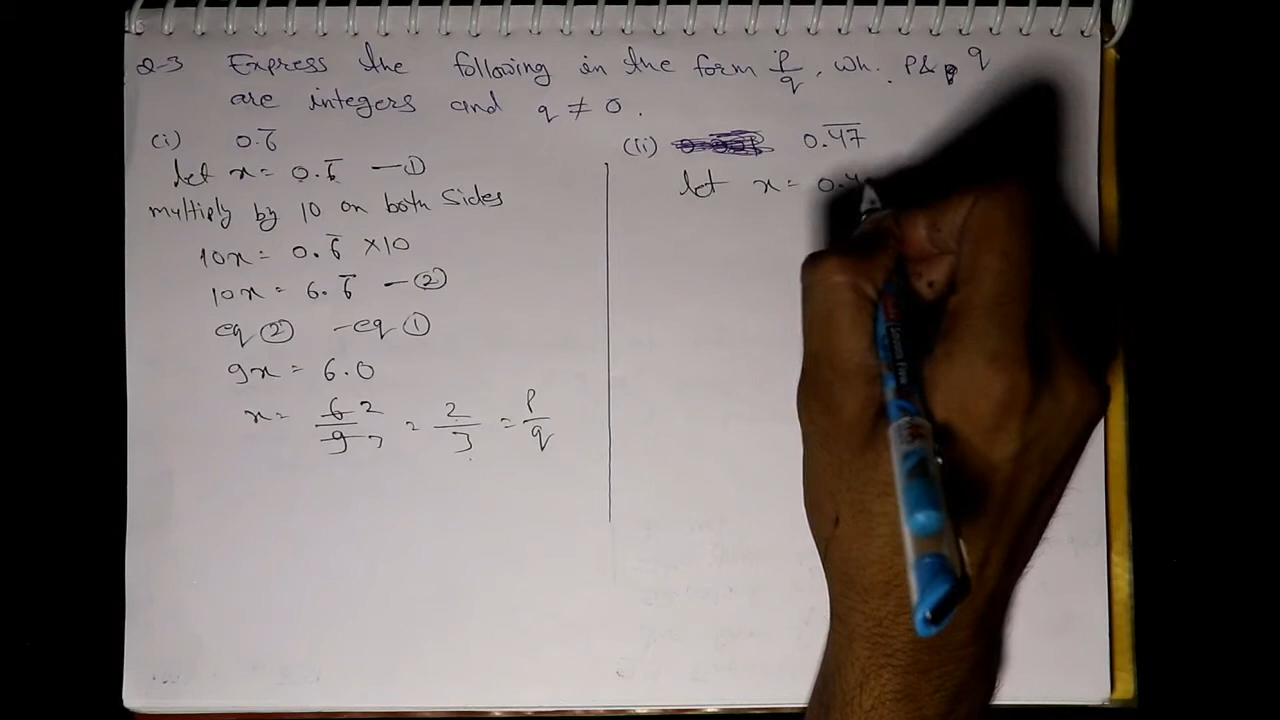 Q-3 Express the following in the form p/q, wh. P & q
are integers and q ≠ 0.
(i) 0.6̅
let x = 0.6̅ —①
multiply by 10 on both sides
10x = 0.6̅ ×10
10x = 6.6̅ —②
eq ② - eq ①
9x = 6.0
x = 6/9 2 3 = 2/3 = P/q
(ii) 0.4̅7̅
let x = 0.4